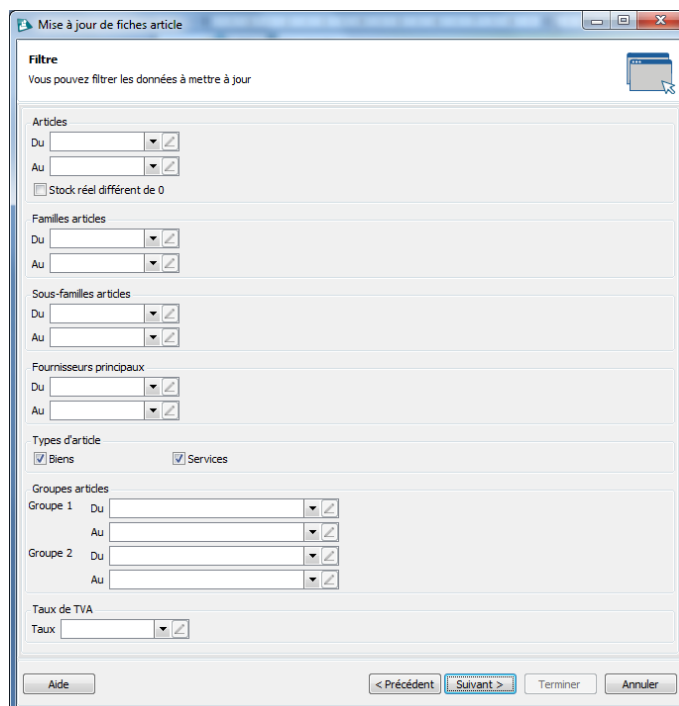 Mise à jour de fiches article
Filtre
Vous pouvez filtrer les données à mettre à jour
Articles
Du
Au
Stock réel différent de 0
Familles articles
Du
Au
Sous-familles articles
Du
Au
Fournisseurs principaux
Du
Au
Types d'article
Biens Services
Groupes articles
Groupe 1 Du
Au
Groupe 2 Du
Au
Taux de TVA
Taux
Aide < Précédent Suivant > Terminer Annuler